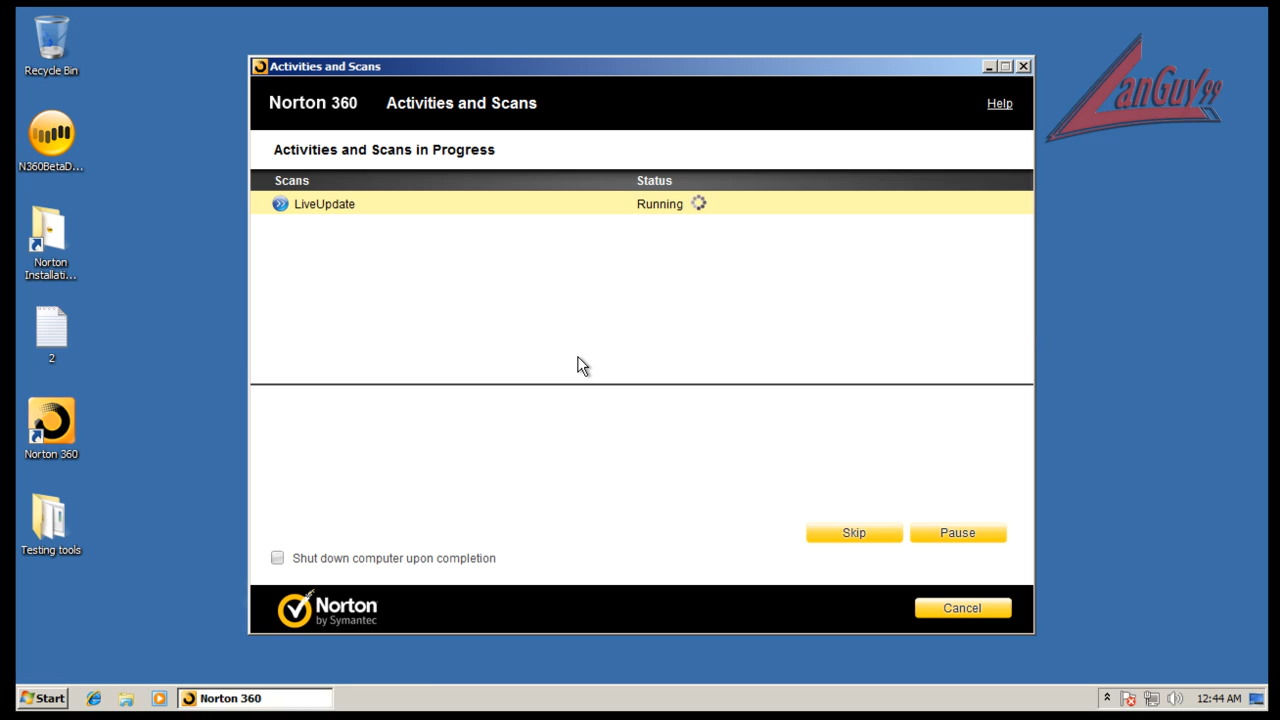 Recycle Bin
N360BetaD...
Norton
Installati...
2
Norton 360
Testing tools
Activities and Scans
Norton 360 Activities and Scans Help
Activities and Scans in Progress
Scans Status
LiveUpdate Running
Skip Pause
Shut down computer upon completion
Norton
by Symantec
Cancel
LanGuy99
Start Norton 360 12:44 AM